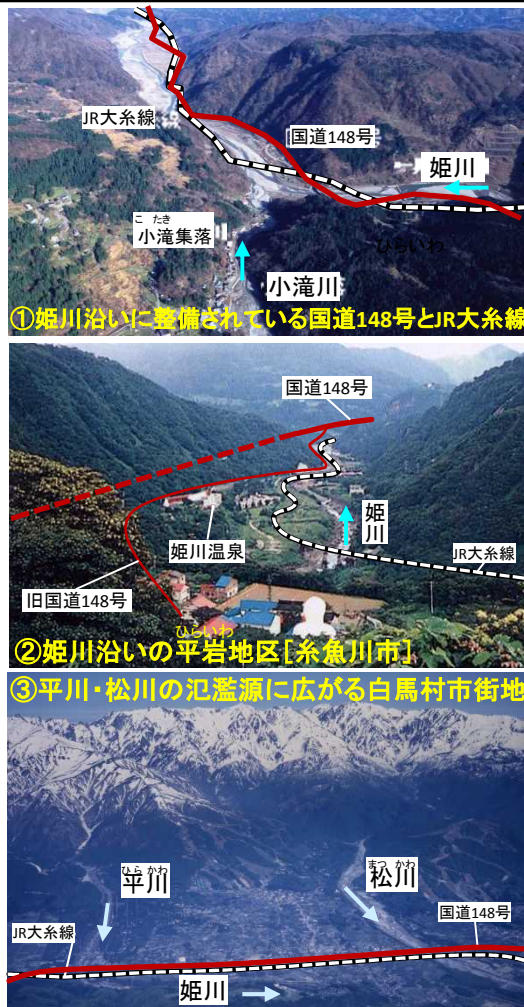 JR大糸線
国道148号
姫川
こ たき
小滝集落
ひらいわ
小滝川
①姫川沿いに整備されている国道148号とJR大糸線
国道148号
姫川
姫川温泉
JR大糸線
旧国道148号
ひらいわ
②姫川沿いの平岩地区[糸魚川市]
③平川・松川の氾濫源に広がる白馬村市街地
ひら かわ
平川
まつ かわ
松川
国道148号
JR大糸線
姫川